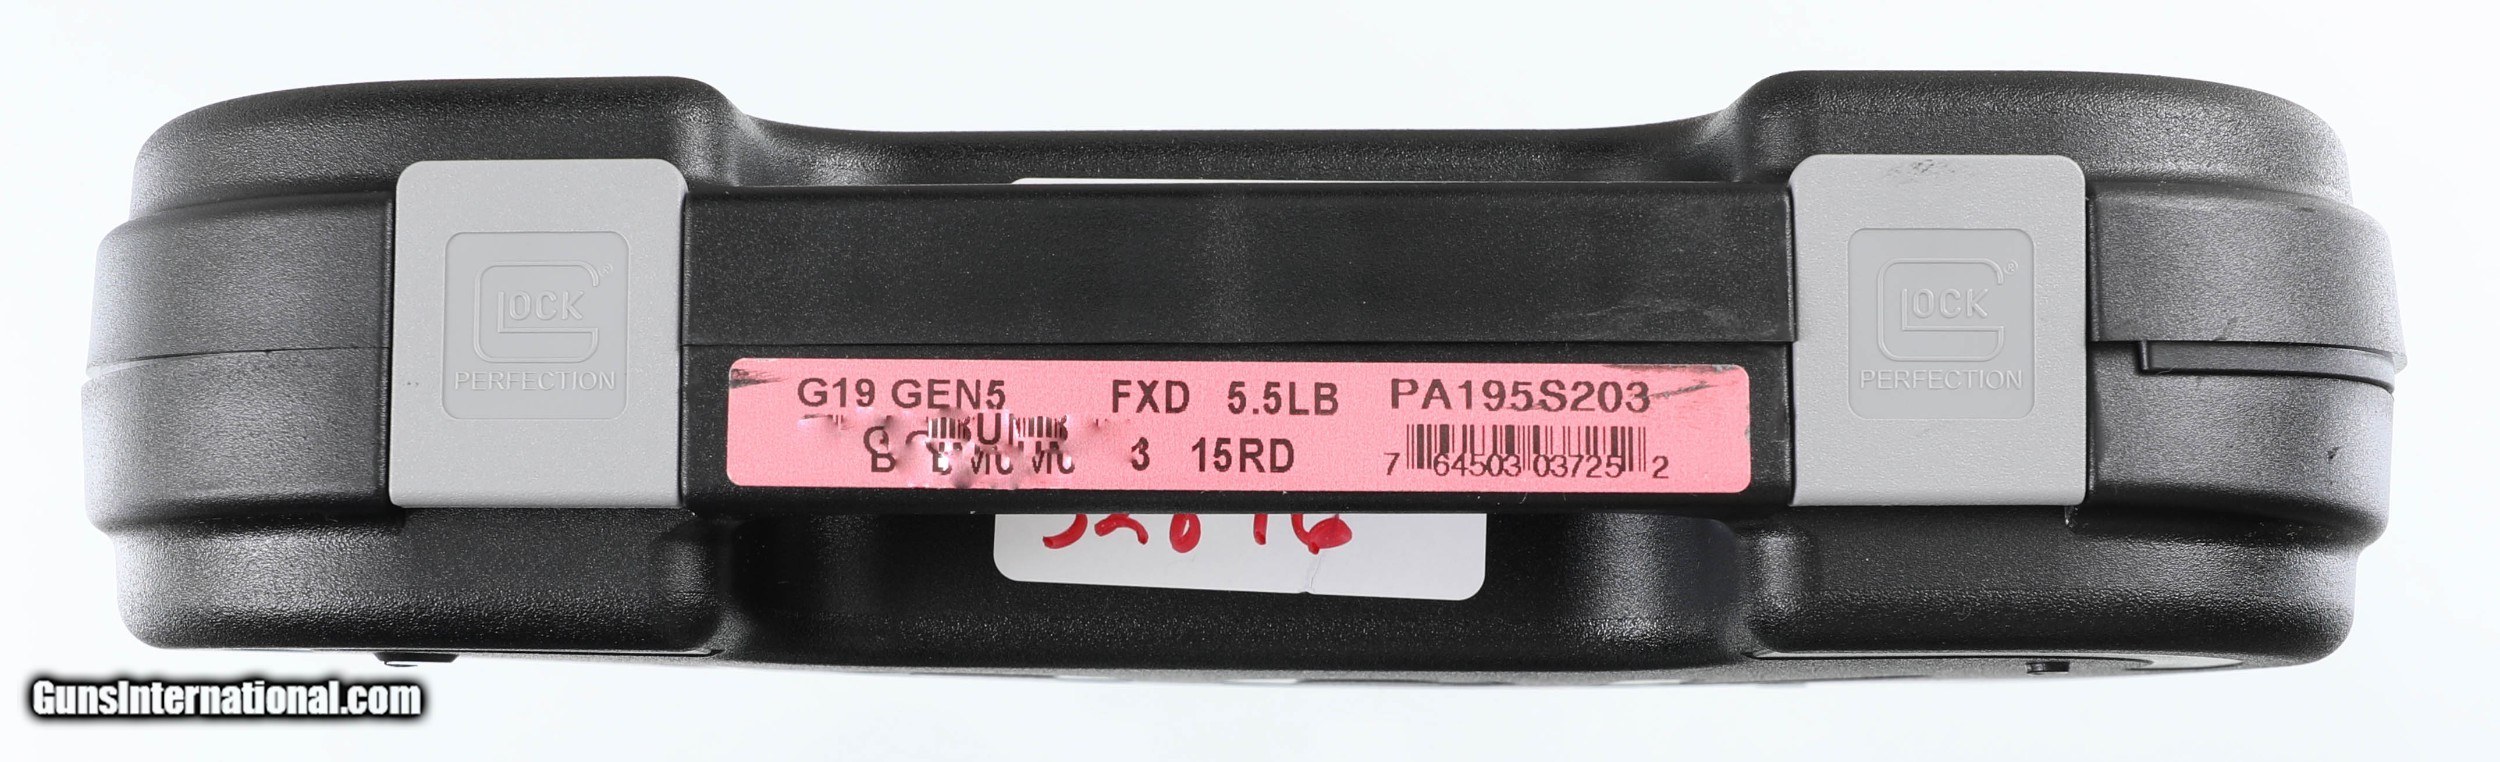 GLOCK
PERFECTION
GLOCK
PERFECTION
G19 GEN5 FXD 5.5LB PA195S203
3 15RD
7 64503 03725 2
GunsInternational.com